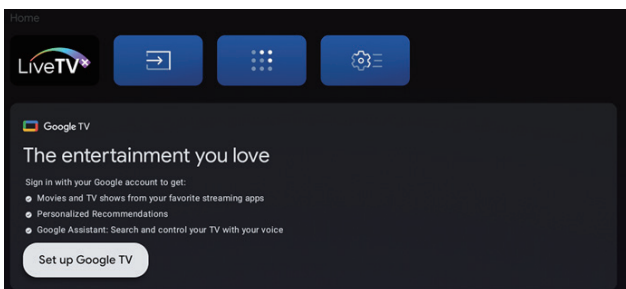 Home
LiveTV×
Google TV
The entertainment you love
Sign in with your Google account to get:
Movies and TV shows from your favorite streaming apps
Personalized Recommendations
Google Assistant: Search and control your TV with your voice
Set up Google TV